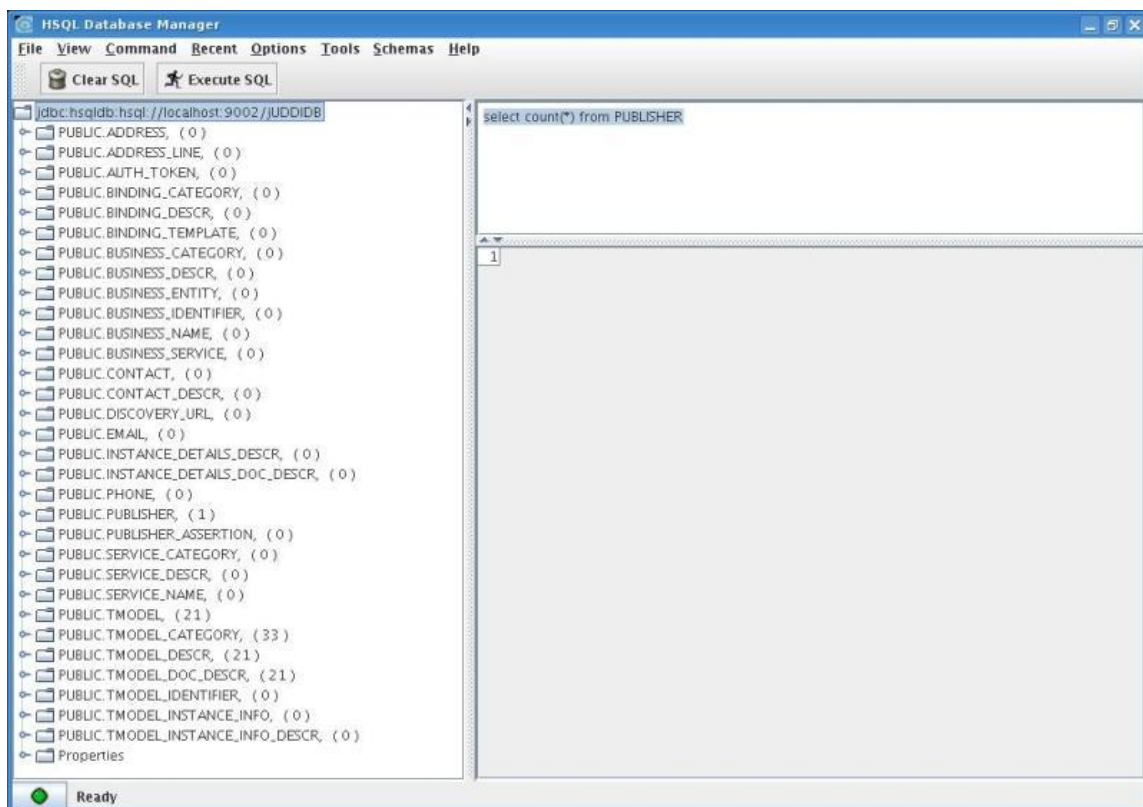 HSQL Database Manager
File View Command Recent Options Tools Schemas Help
Clear SQL Execute SQL
jdbc:hsqldb:hsql://localhost:9002/jUDDIDB
PUBLIC.ADDRESS, ( 0 )
PUBLIC.ADDRESS_LINE, ( 0 )
PUBLIC.AUTH_TOKEN, ( 0 )
PUBLIC.BINDING_CATEGORY, ( 0 )
PUBLIC.BINDING_DESCR, ( 0 )
PUBLIC.BINDING_TEMPLATE, ( 0 )
PUBLIC.BUSINESS_CATEGORY, ( 0 )
PUBLIC.BUSINESS_DESCR, ( 0 )
PUBLIC.BUSINESS_ENTITY, ( 0 )
PUBLIC.BUSINESS_IDENTIFIER, ( 0 )
PUBLIC.BUSINESS_NAME, ( 0 )
PUBLIC.BUSINESS_SERVICE, ( 0 )
PUBLIC.CONTACT, ( 0 )
PUBLIC.CONTACT_DESCR, ( 0 )
PUBLIC.DISCOVERY_URL, ( 0 )
PUBLIC.EMAIL, ( 0 )
PUBLIC.INSTANCE_DETAILS_DESCR, ( 0 )
PUBLIC.INSTANCE_DETAILS_DOC_DESCR, ( 0 )
PUBLIC.PHONE, ( 0 )
PUBLIC.PUBLISHER, ( 1 )
PUBLIC.PUBLISHER_ASSERTION, ( 0 )
PUBLIC.SERVICE_CATEGORY, ( 0 )
PUBLIC.SERVICE_DESCR, ( 0 )
PUBLIC.SERVICE_NAME, ( 0 )
PUBLIC.TMODEL, ( 21 )
PUBLIC.TMODEL_CATEGORY, ( 33 )
PUBLIC.TMODEL_DESCR, ( 21 )
PUBLIC.TMODEL_DOC_DESCR, ( 21 )
PUBLIC.TMODEL_IDENTIFIER, ( 0 )
PUBLIC.TMODEL_INSTANCE_INFO, ( 0 )
PUBLIC.TMODEL_INSTANCE_INFO_DESCR, ( 0 )
Properties
select count(*) from PUBLISHER
1
Ready